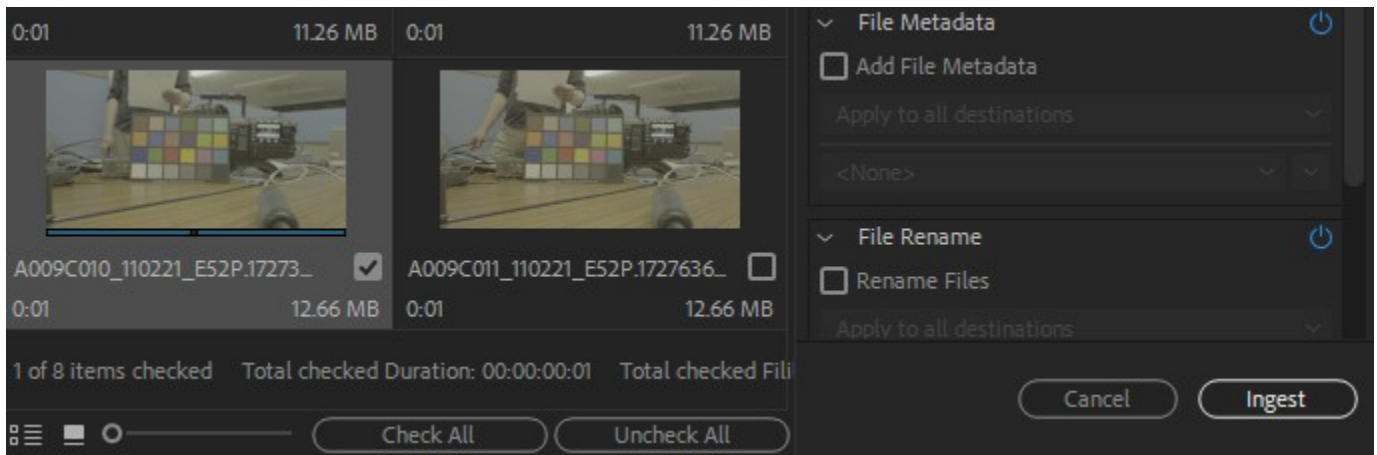 0:01 11.26 MB 0:01 11.26 MB
A009C010_110221_E52P.17273... A009C011_110221_E52P.1727636...
0:01 12.66 MB 0:01 12.66 MB
1 of 8 items checked Total checked Duration: 00:00:00:01 Total checked Fili
Check All Uncheck All
File Metadata
Add File Metadata
Apply to all destinations
<None>
File Rename
Rename Files
Apply to all destinations
Cancel Ingest